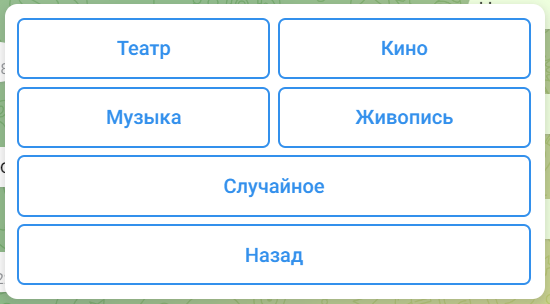 Театр Кино
Музыка Живопись
Случайное
Назад